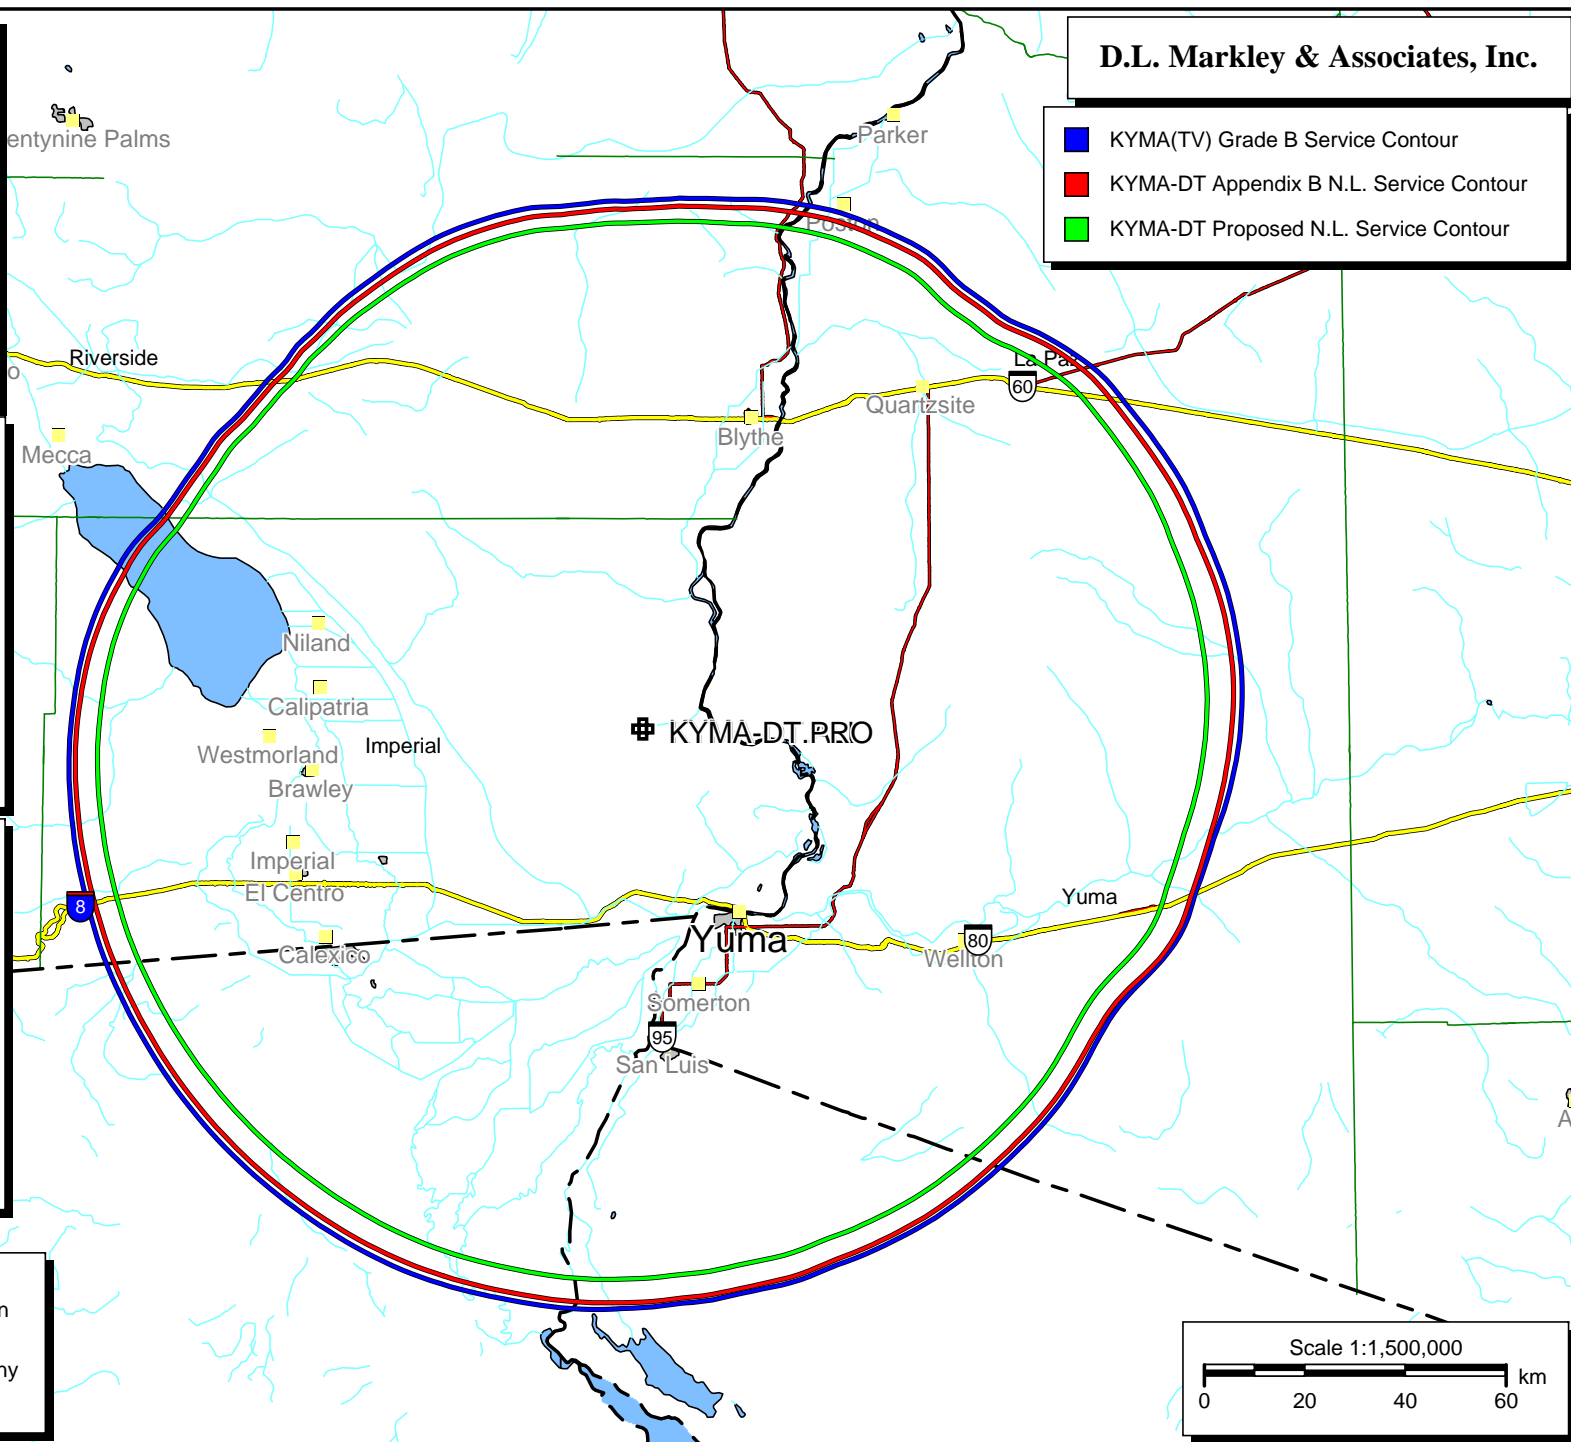 D.L. Markley & Associates, Inc.
KYMA(TV) Grade B Service Contour
KYMA-DT Appendix B N.L. Service Contour
KYMA-DT Proposed N.L. Service Contour
entynine Palms
Parker
Poston
Riverside
o
La Paz
60
Quartzsite
Blythe
Mecca
Niland
Calipatria
KYMA-DT.PRO
Westmorland
Imperial
Brawley
Imperial
El Centro
8
Yuma
Yuma
80
Wellton
Calexico
Somerton
95
San Luis
A
n
ny
Scale 1:1,500,000
km
0 20 40 60